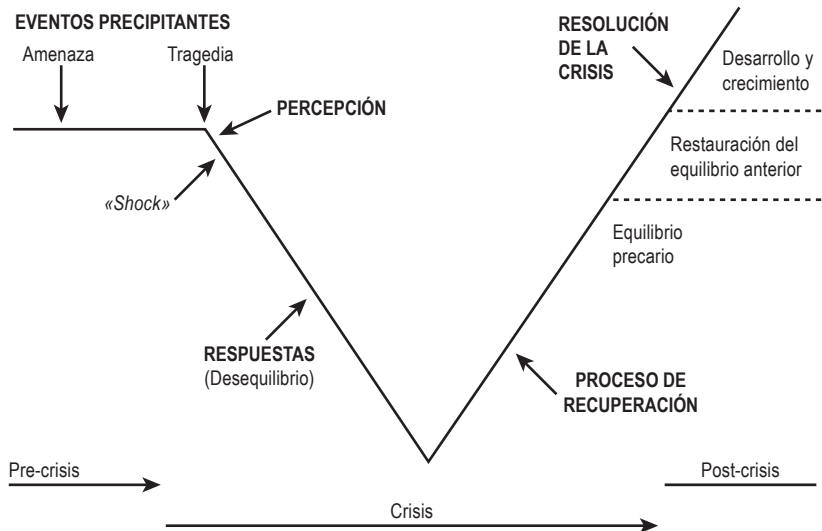 EVENTOS PRECIPITANTES
Amenaza
Tragedia
PERCEPCIÓN
«Shock»
RESPUESTAS
(Desequilibrio)
RESOLUCIÓN
DE LA
CRISIS
Desarrollo y
crecimiento
Restauración del
equilibrio anterior
Equilibrio
precario
PROCESO DE
RECUPERACIÓN
Pre-crisis
Crisis
Post-crisis